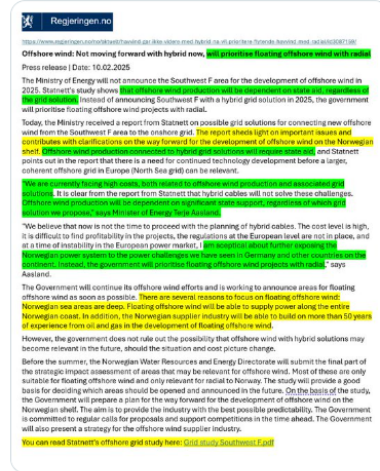 Regjeringen.no
Offshore wind: Not moving forward with hybrid now, will prioritise floating offshore wind with radial
Press release | Date: 10.02.2025
The Ministry of Energy will not announce the Southwest F area for the development of offshore wind in
2025. Statnett's study shows that offshore wind production will be dependent on state aid, regardless of
the grid solution. Instead of announcing Southwest F with a hybrid grid solution in 2025, the government
will prioritise floating offshore wind projects with radial.
Today, the Ministry received a report from Statnett on possible grid solutions for connecting new offshore
wind from the Southwest F area to the onshore grid. The report sheds light on important issues and
contributes with clarifications on the way forward for the development of offshore wind on the Norwegian
shelf. Offshore wind production connected to hybrid grid solutions will require state aid, and Statnett
points out in the report that there is a need for continued technology development before a larger,
coherent offshore grid in Europe (North Sea grid) can be relevant.
"We are currently facing high costs, both related to offshore wind production and associated grid
solutions. It is clear from the report from Statnett that hybrid cables will not solve these challenges.
Offshore wind production will be dependent on significant state support, regardless of which grid
solution we propose," says Minister of Energy Terje Aasland.
"We believe that now is not the time to proceed with the planning of hybrid cables. The cost level is high,
it is difficult to find profitability in the projects, the regulations at the European level are not in place, and
at a time of instability in the European power market, I am sceptical about further exposing the
Norwegian power system to the power challenges we have seen in Germany and other countries on the
continent. Instead, the government will prioritise floating offshore wind projects with radial," says
Aasland.
The Government will continue its offshore wind efforts and is working to announce areas for floating
offshore wind as soon as possible. There are several reasons to focus on floating offshore wind:
Norwegian sea areas are deep. Floating offshore wind will be able to supply power along the entire
Norwegian coast. In addition, the Norwegian supplier industry will be able to build on more than 50 years
of experience from oil and gas in the development of floating offshore wind.
However, the government does not rule out the possibility that offshore wind with hybrid solutions may
become relevant in the future, should the situation and cost picture change.
Before the summer, the Norwegian Water Resources and Energy Directorate will submit the final part of
the strategic impact assessment of areas that may be relevant for offshore wind. Most of these are only
suitable for floating offshore wind and only relevant for radial to Norway. The study will provide a good
basis for deciding which areas should be opened and announced in the future. On the basis of the study,
the Government will prepare a plan for the way forward for the development of offshore wind on the
Norwegian shelf. The aim is to provide the industry with the best possible predictability. The Government
is committed to regular calls for proposals and support competitions in the time ahead. The Government
will also present a strategy for the offshore wind supplier industry.
You can read Statnett's offshore grid study here: Grid study Southwest F.pdf